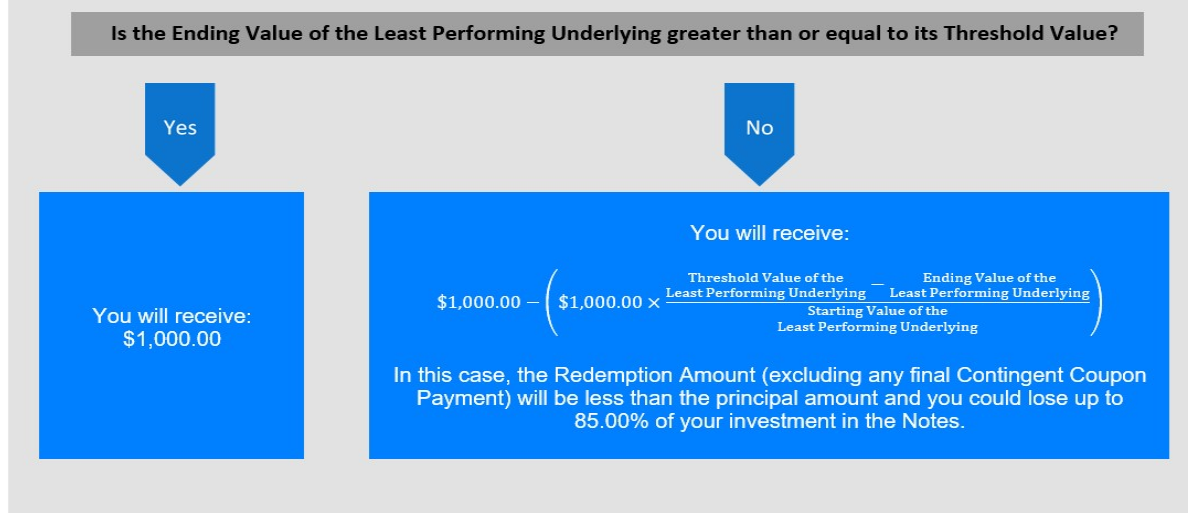 Is the Ending Value of the Least Performing Underlying greater than or equal to its Threshold Value?
Yes
No
You will receive:
$1,000.00
You will receive:
$1,000.00 − ( $1,000.00 × (Threshold Value of the Least Performing Underlying − Ending Value of the Least Performing Underlying) / Starting Value of the Least Performing Underlying )
In this case, the Redemption Amount (excluding any final Contingent Coupon
Payment) will be less than the principal amount and you could lose up to
85.00% of your investment in the Notes.